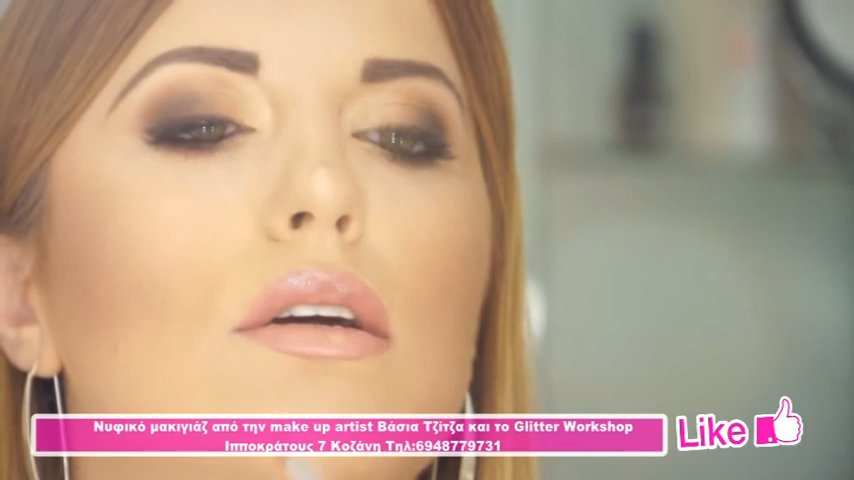 Νυφικό μακιγιάζ από την make up artist Βάσια Τζίτζα και το Glitter Workshop
Ιπποκράτους 7 Κοζάνη Τηλ:6948779731
Like